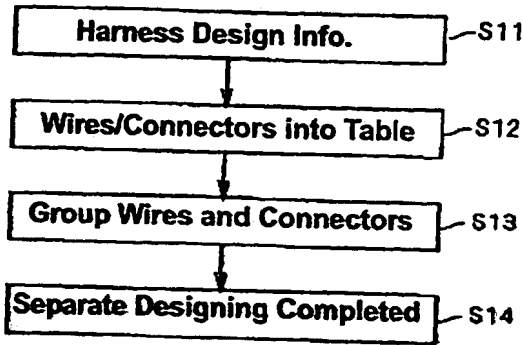 Harness Design Info. S11
Wires/Connectors into Table S12
Group Wires and Connectors S13
Separate Designing Completed S14